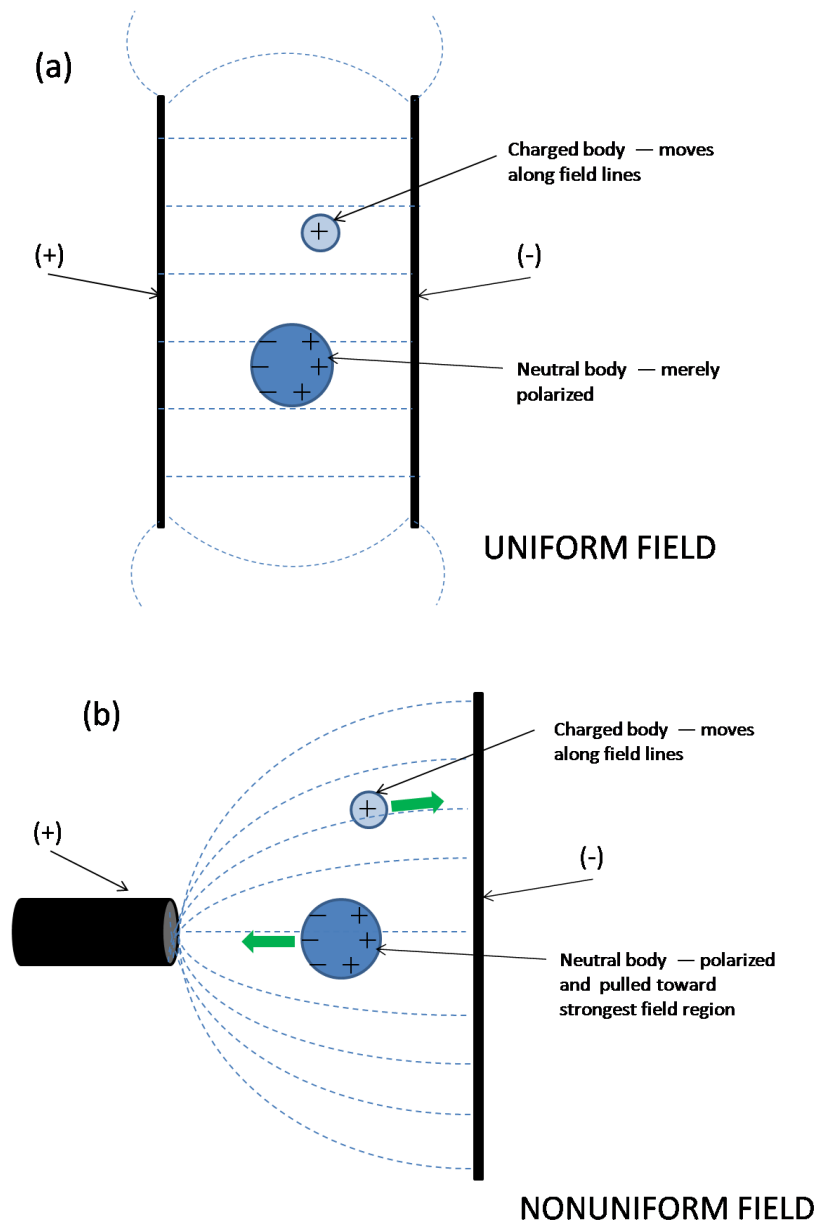 (a)
Charged body — moves
along field lines
+
(+)
(-)
— +
— +
— +
Neutral body — merely
polarized
UNIFORM FIELD
(b)
Charged body — moves
along field lines
+
(+)
(-)
— +
— +
— +
Neutral body — polarized
and pulled toward
strongest field region
NONUNIFORM FIELD